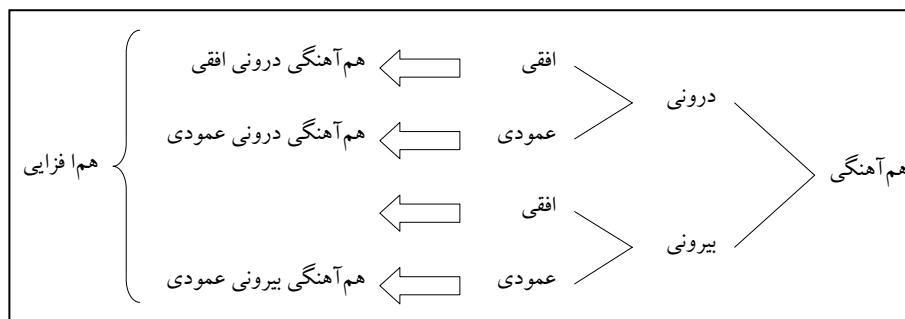 افقی
هم‌آهنگی درونی افقی
درونی
عمودی
هم‌آهنگی درونی عمودی
هم‌آهنگی
هم‌ا فزایی
افقی
بیرونی
عمودی
هم‌آهنگی بیرونی عمودی